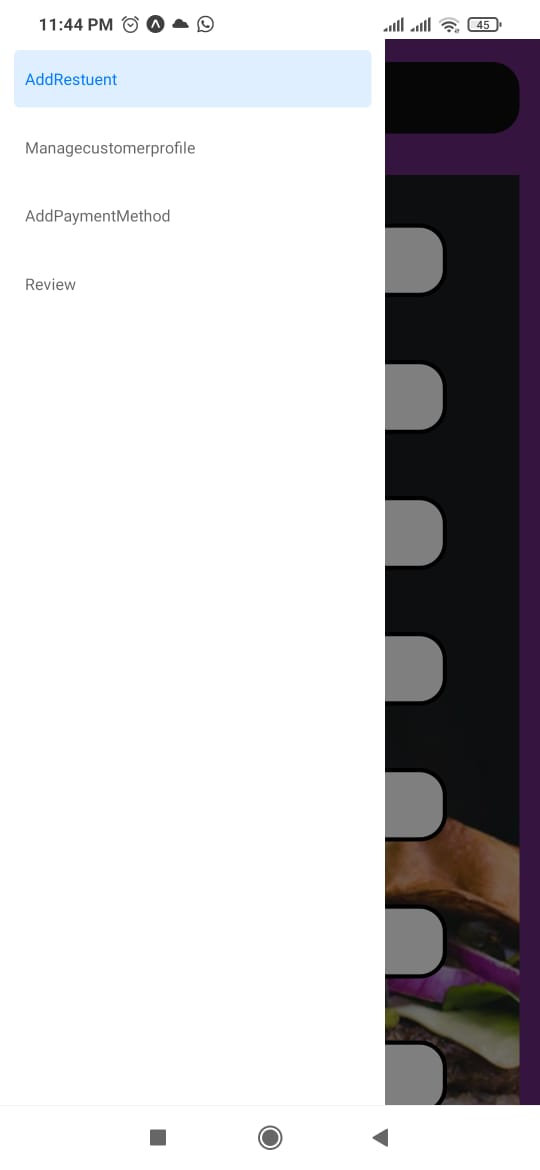 11:44 PM
45
AddRestuent
Managecustomerprofile
AddPaymentMethod
Review